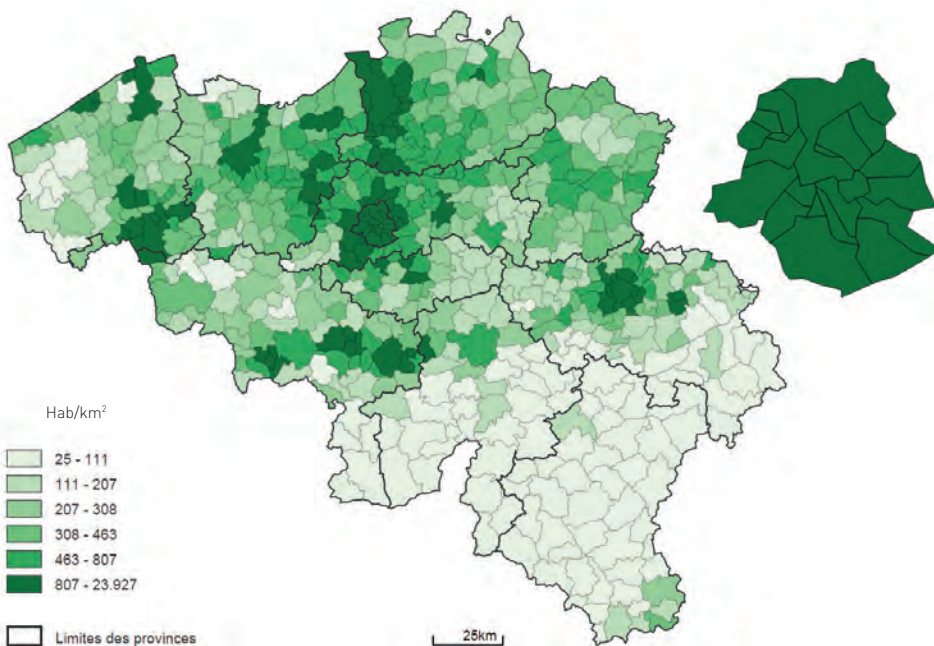 Hab/km²
25 - 111
111 - 207
207 - 308
308 - 463
463 - 807
807 - 23.927
Limites des provinces
25km